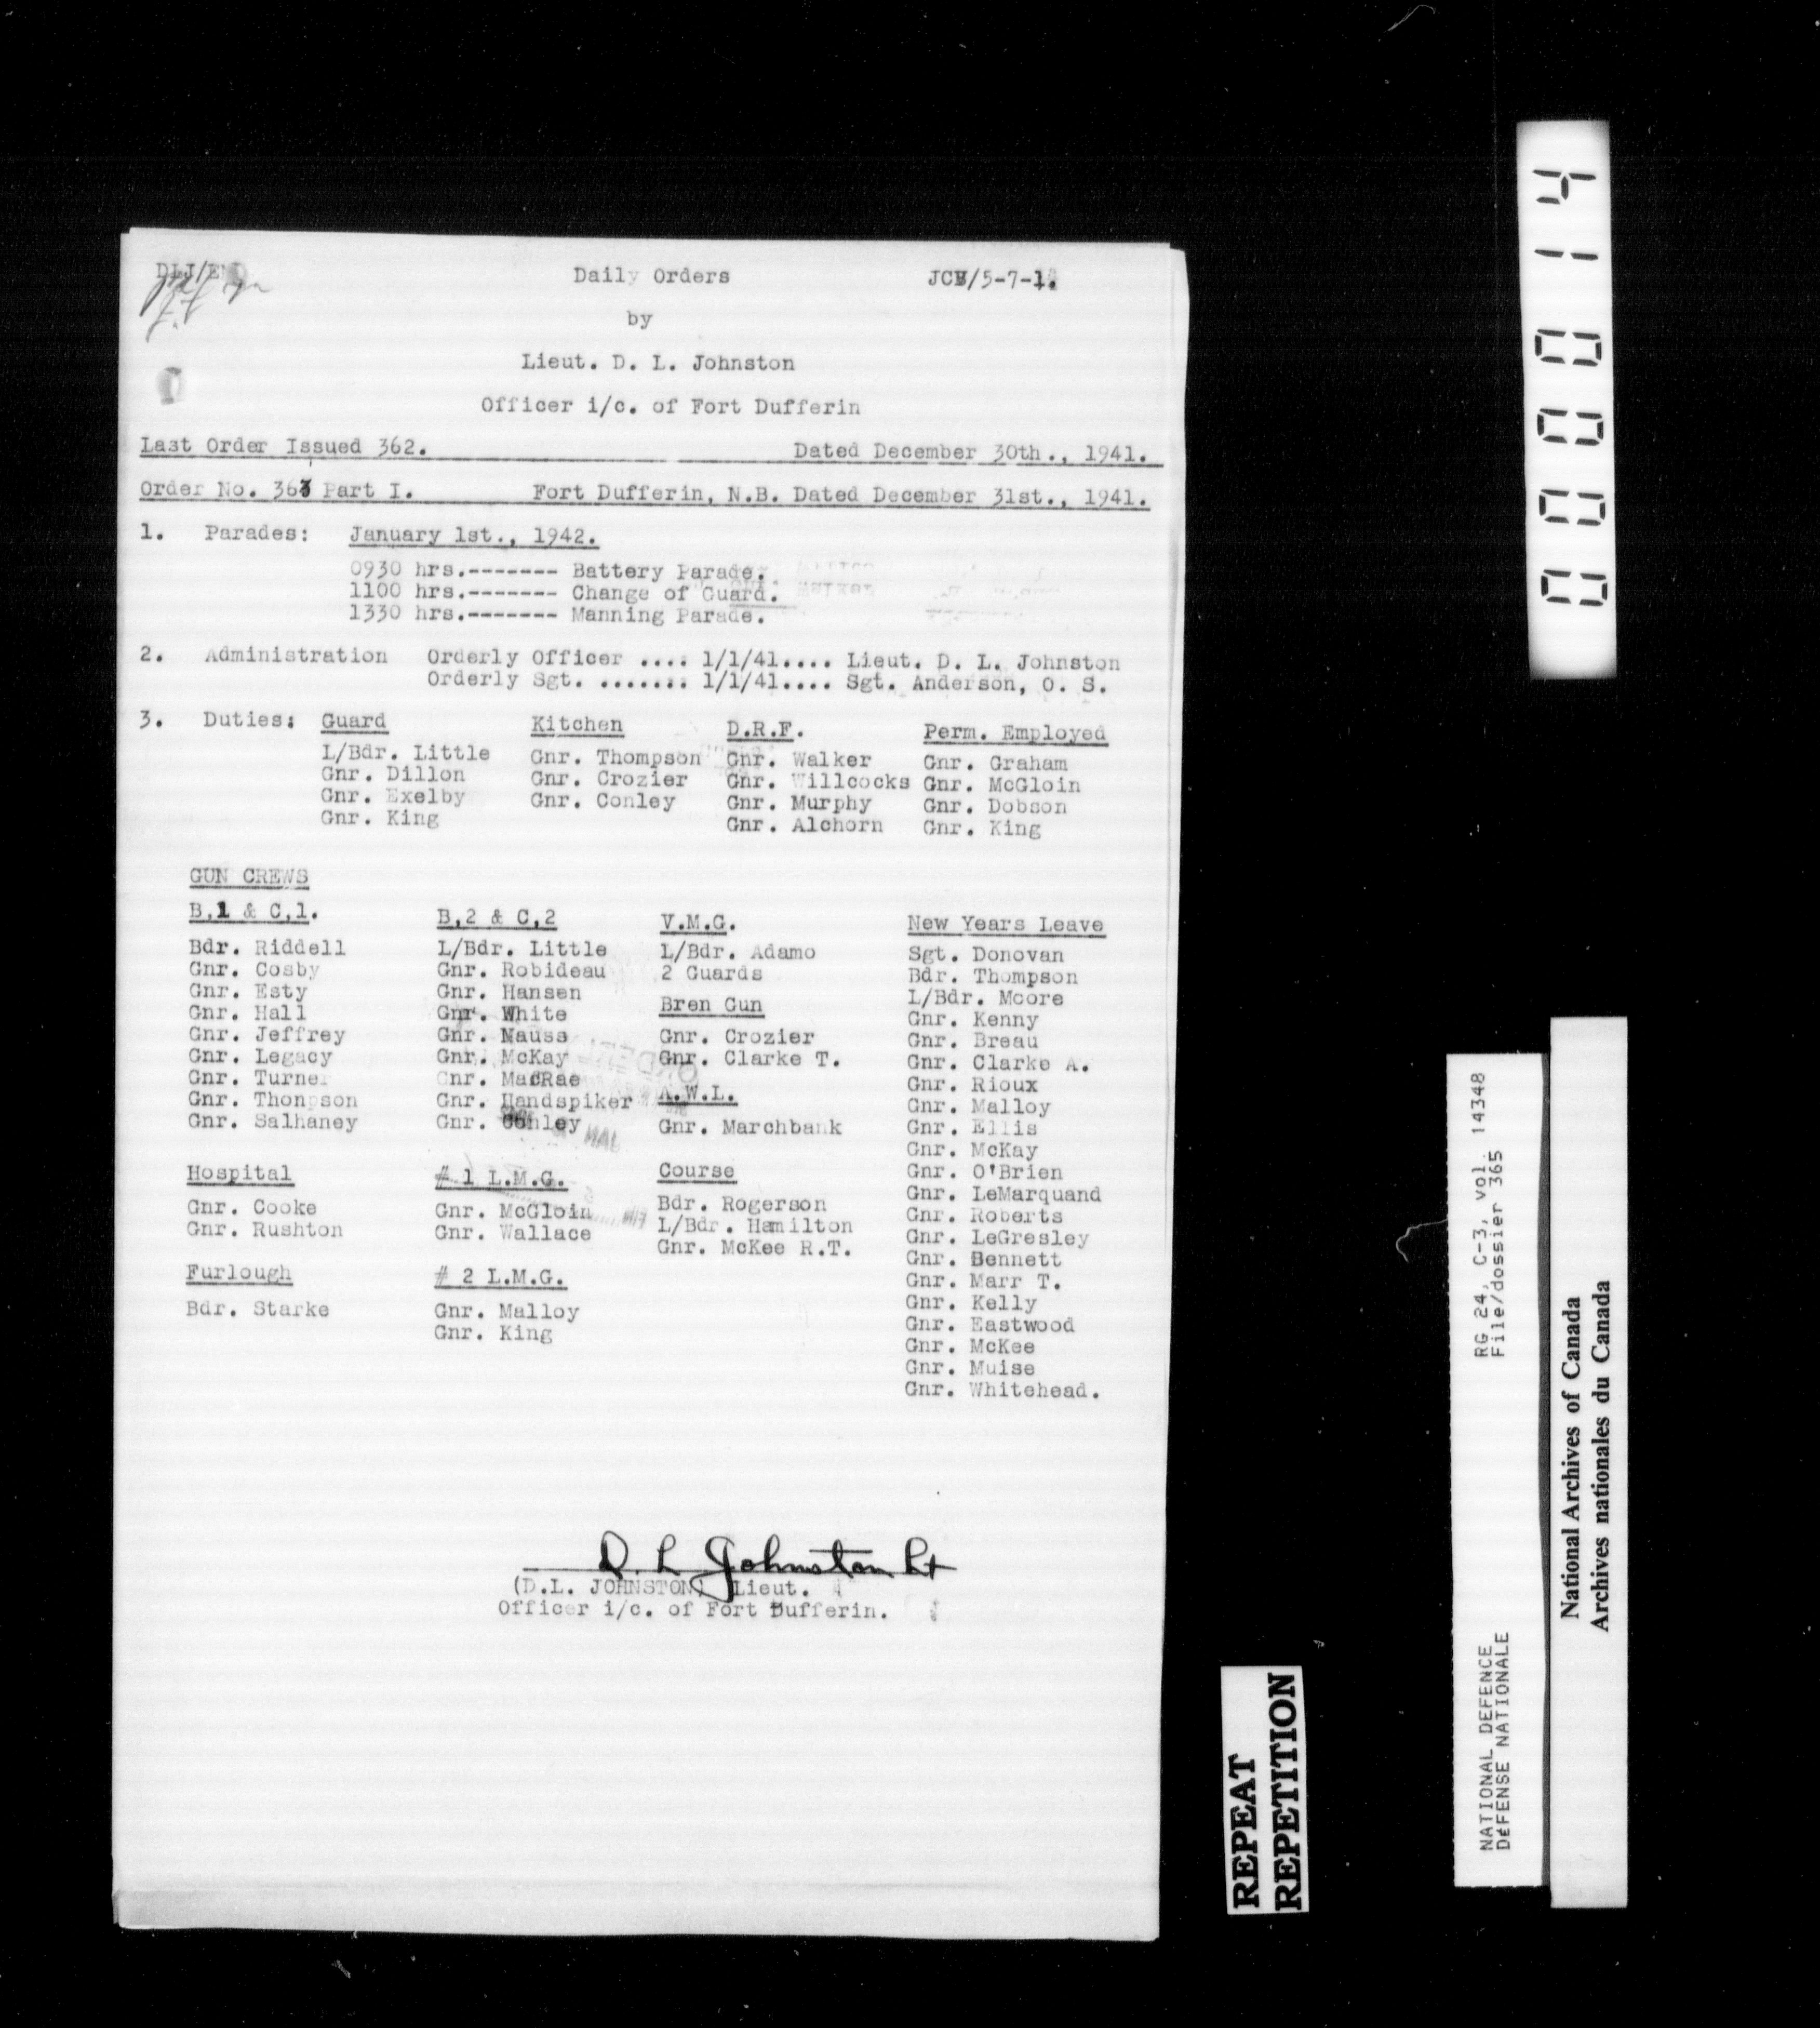 Daily Orders
JCB/5-7-1.
by
Lieut. D. L. Johnston
Officer i/c. of Fort Dufferin
Last Order Issued 362. Dated December 30th., 1941.
Order No. 363 Part I. Fort Dufferin, N.B. Dated December 31st., 1941.
1. Parades: January 1st., 1942.
0930 hrs.------- Battery Parade.
1100 hrs.------- Change of Guard.
1330 hrs.------- Manning Parade.
2. Administration Orderly Officer .... 1/1/41.... Lieut. D. L. Johnston
Orderly Sgt. ....... 1/1/41.... Sgt. Anderson, O. S.
3. Duties:
Guard
L/Bdr. Little
Gnr. Dillon
Gnr. Exelby
Gnr. King
Kitchen
Gnr. Thompson
Gnr. Crozier
Gnr. Conley
D.R.F.
Gnr. Walker
Gnr. Willcocks
Gnr. Murphy
Gnr. Alchorn
Perm. Employed
Gnr. Graham
Gnr. McGloin
Gnr. Dobson
Gnr. King
GUN CREWS
B,1 & C,1.
Bdr. Riddell
Gnr. Cosby
Gnr. Esty
Gnr. Hall
Gnr. Jeffrey
Gnr. Legacy
Gnr. Turner
Gnr. Thompson
Gnr. Salhaney
Hospital
Gnr. Cooke
Gnr. Rushton
Furlough
Bdr. Starke
B,2 & C,2
L/Bdr. Little
Gnr. Robideau
Gnr. Hansen
Gnr. White
Gnr. Nauss
Gnr. McKay
Gnr. MacRae
Gnr. Handspiker
Gnr. Conley
# 1 L.M.G.
Gnr. McGloin
Gnr. Wallace
# 2 L.M.G.
Gnr. Malloy
Gnr. King
V.M.G.
L/Bdr. Adamo
2 Guards
Bren Gun
Gnr. Crozier
Gnr. Clarke T.
A.W.L.
Gnr. Marchbank
Course
Bdr. Rogerson
L/Bdr. Hamilton
Gnr. McKee R.T.
New Years Leave
Sgt. Donovan
Bdr. Thompson
L/Bdr. Moore
Gnr. Kenny
Gnr. Breau
Gnr. Clarke A.
Gnr. Rioux
Gnr. Malloy
Gnr. Ellis
Gnr. McKay
Gnr. O'Brien
Gnr. LeMarquand
Gnr. Roberts
Gnr. LeGresley
Gnr. Bennett
Gnr. Marr T.
Gnr. Kelly
Gnr. Eastwood
Gnr. McKee
Gnr. Muise
Gnr. Whitehead.
D. L Johnston Lt
(D.L. JOHNSTON) Lieut.
Officer i/c. of Fort Dufferin.
REPEAT
REPETITION
00014
NATIONAL DEFENCE RG 24, C-3, vol. 14348
DéFENSE NATIONALE File/dossier 365
National Archives of Canada
Archives nationales du Canada